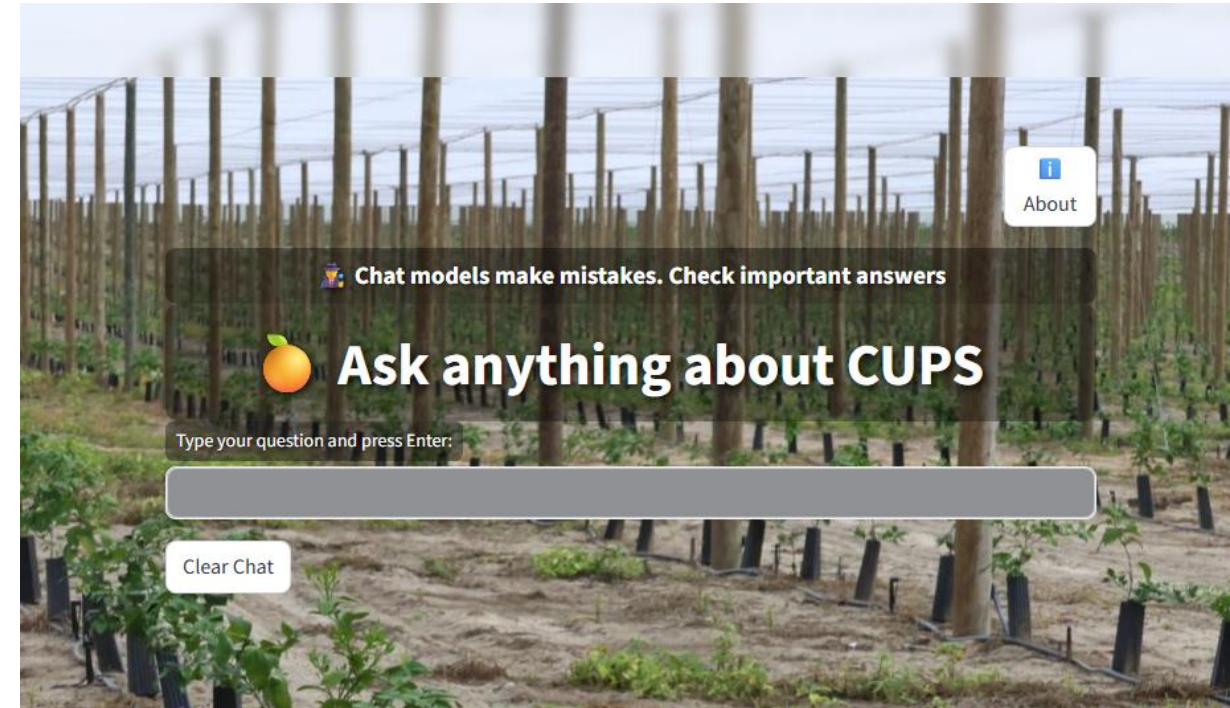 About
Chat models make mistakes. Check important answers
Ask anything about CUPS
Type your question and press Enter:
Clear Chat